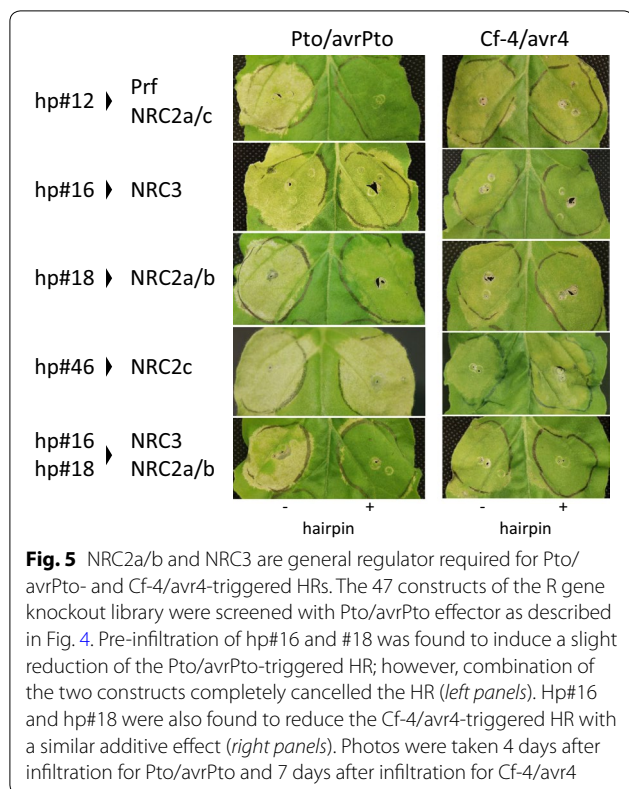 Pto/avrPto Cf-4/avr4
hp#12 Prf
NRC2a/c
hp#16 NRC3
hp#18 NRC2a/b
hp#46 NRC2c
hp#16 NRC3
hp#18 NRC2a/b
- + - +
hairpin hairpin
Fig. 5 NRC2a/b and NRC3 are general regulator required for Pto/
avrPto- and Cf-4/avr4-triggered HRs. The 47 constructs of the R gene
knockout library were screened with Pto/avrPto effector as described
in Fig. 4. Pre-infiltration of hp#16 and #18 was found to induce a slight
reduction of the Pto/avrPto-triggered HR; however, combination of
the two constructs completely cancelled the HR (left panels). Hp#16
and hp#18 were also found to reduce the Cf-4/avr4-triggered HR with
a similar additive effect (right panels). Photos were taken 4 days after
infiltration for Pto/avrPto and 7 days after infiltration for Cf-4/avr4